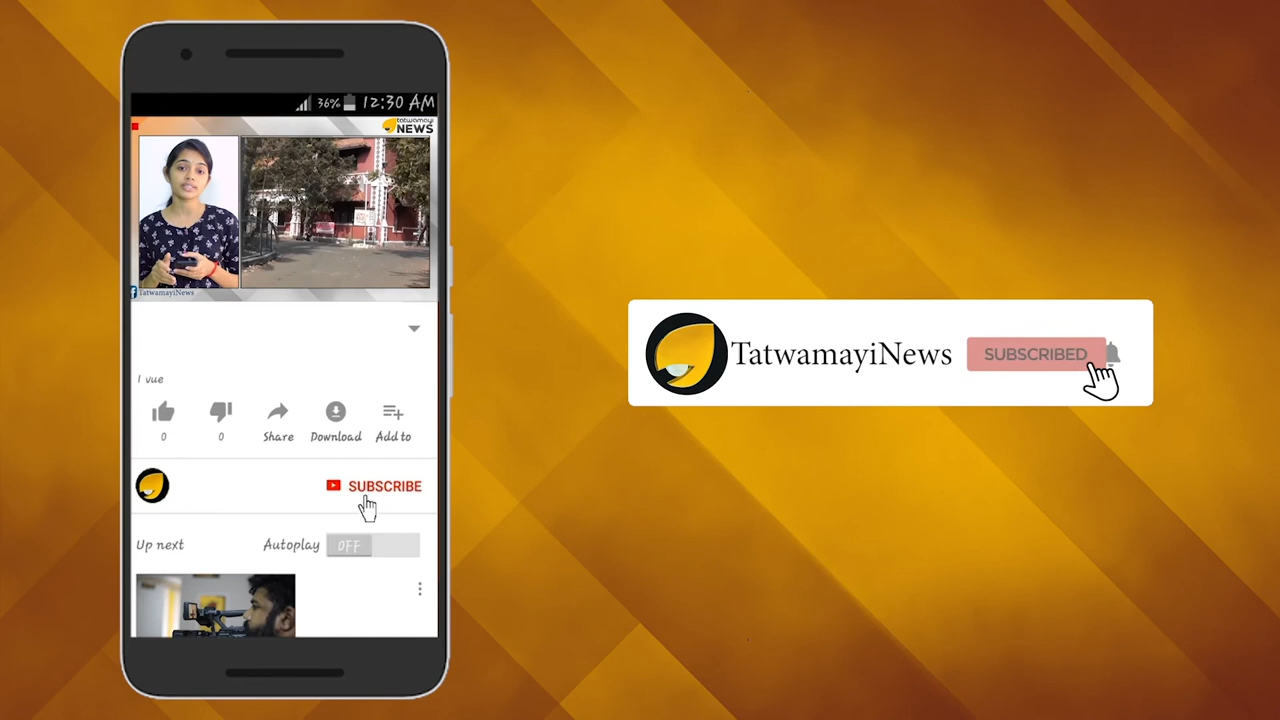 36% 12:30 AM
tatwamayi
NEWS
TatwamayiNews
1 vue
0 0 Share Download Add to
SUBSCRIBE
Up next Autoplay OFF
TatwamayiNews SUBSCRIBED